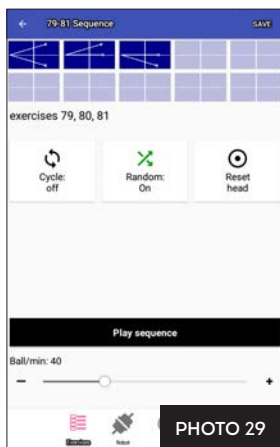 79-81 Sequence SAVE
exercises 79, 80, 81
Cycle: Random: Reset
off On head
Play sequence
Ball/min: 40
Exercises Robot
PHOTO 29